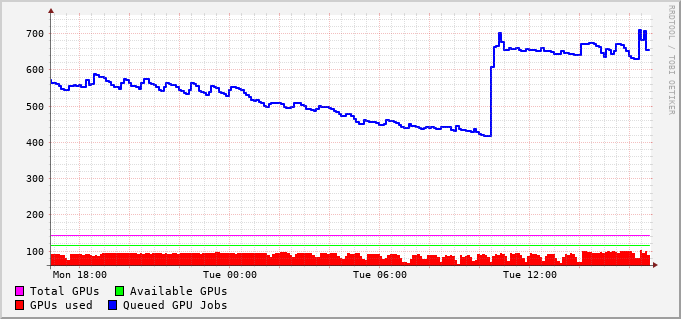 700
600
500
400
300
200
100
Mon 18:00 Tue 00:00 Tue 06:00 Tue 12:00
Total GPUs Available GPUs
GPUs used Queued GPU Jobs
RRDTOOL / TOBI OETIKER